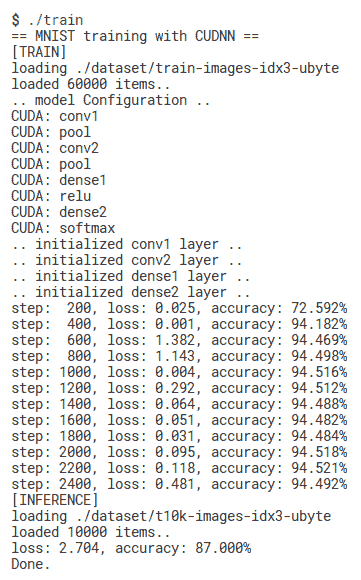 $ ./train
== MNIST training with CUDNN ==
[TRAIN]
loading ./dataset/train-images-idx3-ubyte
loaded 60000 items..
.. model Configuration ..
CUDA: conv1
CUDA: pool
CUDA: conv2
CUDA: pool
CUDA: dense1
CUDA: relu
CUDA: dense2
CUDA: softmax
.. initialized conv1 layer ..
.. initialized conv2 layer ..
.. initialized dense1 layer ..
.. initialized dense2 layer ..
step:  200, loss: 0.025, accuracy: 72.592%
step:  400, loss: 0.001, accuracy: 94.182%
step:  600, loss: 1.382, accuracy: 94.469%
step:  800, loss: 1.143, accuracy: 94.498%
step: 1000, loss: 0.004, accuracy: 94.516%
step: 1200, loss: 0.292, accuracy: 94.512%
step: 1400, loss: 0.064, accuracy: 94.488%
step: 1600, loss: 0.051, accuracy: 94.482%
step: 1800, loss: 0.031, accuracy: 94.484%
step: 2000, loss: 0.095, accuracy: 94.518%
step: 2200, loss: 0.118, accuracy: 94.521%
step: 2400, loss: 0.481, accuracy: 94.492%
[INFERENCE]
loading ./dataset/t10k-images-idx3-ubyte
loaded 10000 items..
loss: 2.704, accuracy: 87.000%
Done.